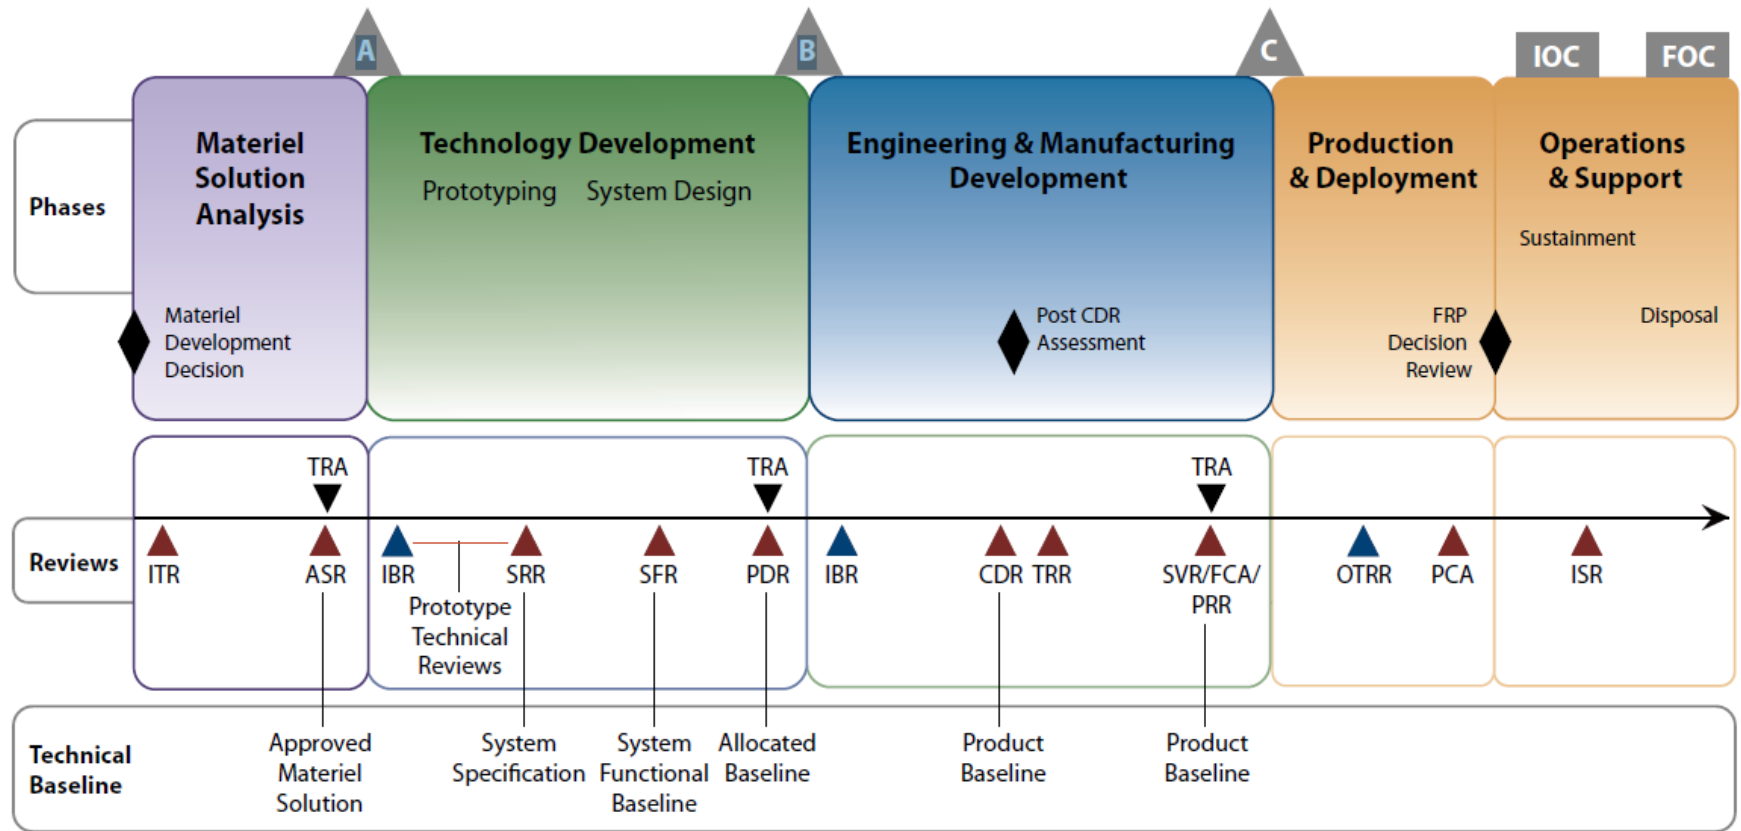 A
B
C
IOC
FOC
Phases
Materiel
Solution
Analysis
Materiel
Development
Decision
Technology Development
Prototyping System Design
Engineering & Manufacturing
Development
Post CDR
Assessment
Production
& Deployment
FRP
Decision
Review
Operations
& Support
Sustainment
Disposal
Reviews
TRA
TRA
TRA
ITR
ASR
IBR
SRR
SFR
PDR
IBR
CDR
TRR
SVR/FCA/
PRR
OTRR
PCA
ISR
Prototype
Technical
Reviews
Technical
Baseline
Approved
Materiel
Solution
System
Specification
System
Functional
Baseline
Allocated
Baseline
Product
Baseline
Product
Baseline